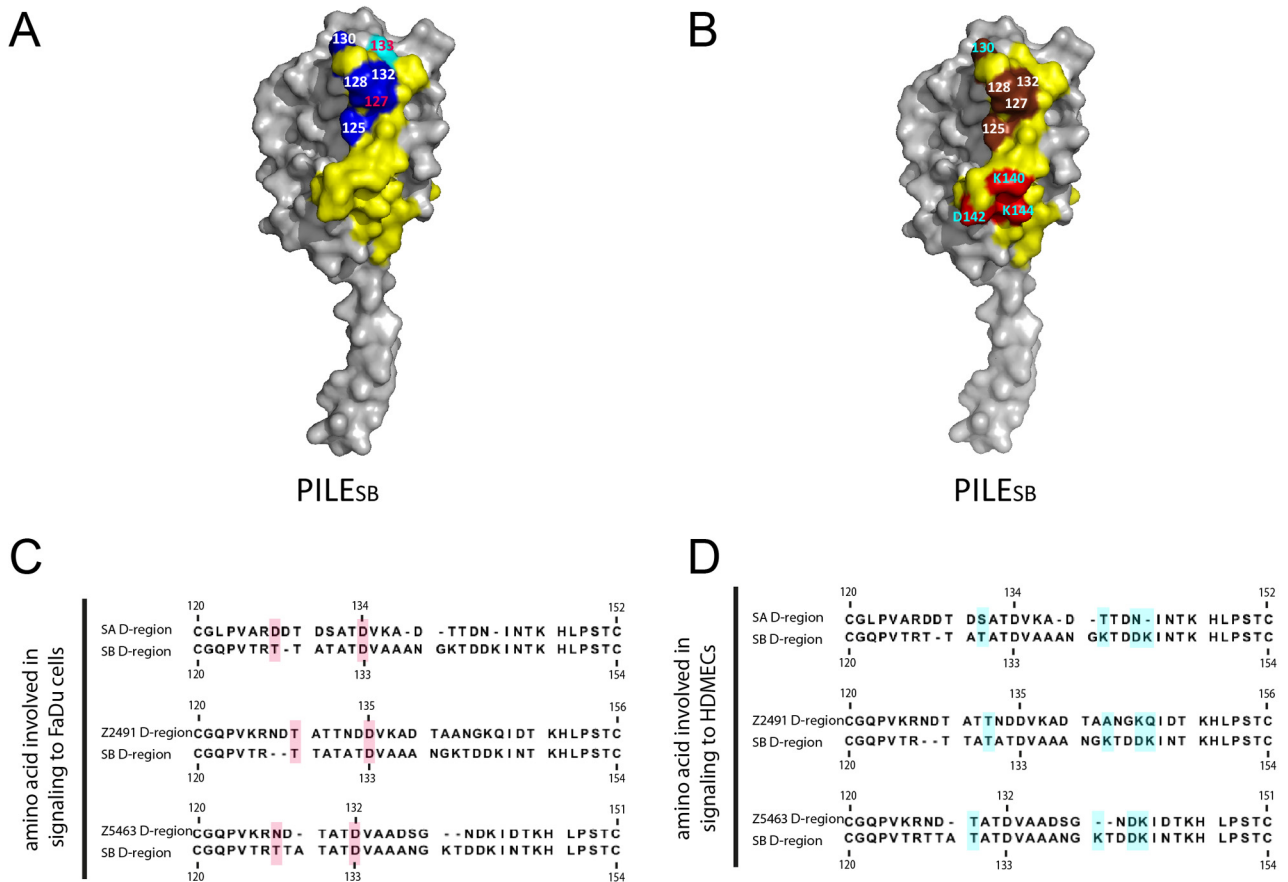 A
130
133
128
132
127
125
PILESB
B
130
128
132
127
125
K140
D142
K144
PILESB
C
amino acid involved in
signaling to FaDu cells
120 134 152
SA D-region CGLPVARDDT DSATDVKA-D -TTDN-INTK HLPSTC
SB D-region CGQPVTRT-T ATATDVAAAN GKTDDKINTK HLPSTC
120 133 154
120 135 156
Z2491 D-region CGQPVKRNDT ATTNDDVKAD TAANGKQIDT KHLPSTC
SB D-region CGQPVTR--T TATATDVAAA NGKTDDKINT KHLPSTC
120 133 154
120 132 151
Z5463 D-region CGQPVKRND- TATDVAADSG --NDKIDTKH LPSTC
SB D-region CGQPVTRTTA TATDVAAANG KTDDKINTKH LPSTC
120 133 154
D
amino acid involved in
signaling to HDMECs
120 134 152
SA D-region CGLPVARDDT DSATDVKA-D -TTDN-INTK HLPSTC
SB D-region CGQPVTRT-T ATATDVAAAN GKTDDKINTK HLPSTC
120 133 154
120 135 156
Z2491 D-region CGQPVKRNDT ATTNDDVKAD TAANGKQIDT KHLPSTC
SB D-region CGQPVTR--T TATATDVAAA NGKTDDKINT KHLPSTC
120 133 154
120 132 151
Z5463 D-region CGQPVKRND- TATDVAADSG --NDKIDTKH LPSTC
SB D-region CGQPVTRTTA TATDVAAANG KTDDKINTKH LPSTC
120 133 154